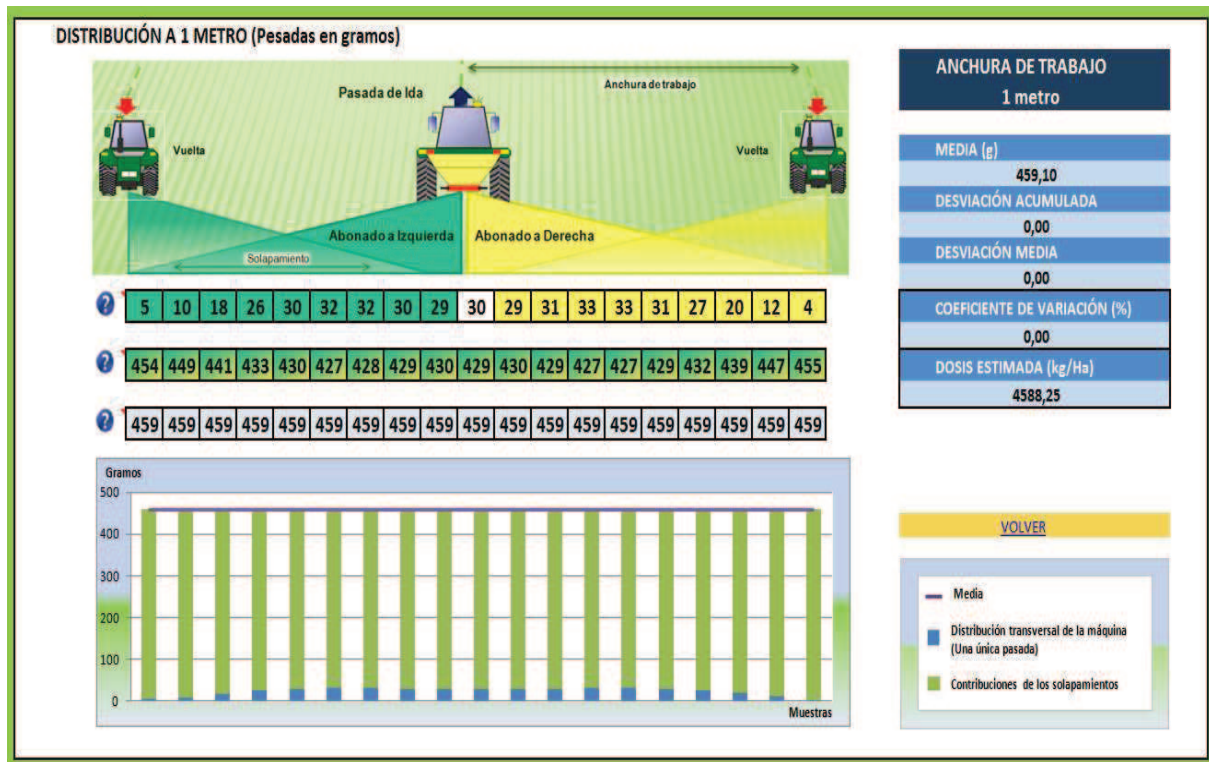 DISTRIBUCIÓN A 1 METRO (Pesadas en gramos)
Pasada de Ida
Anchura de trabajo
Vuelta
Vuelta
Abonado a Izquierda
Abonado a Derecha
Solapamiento
? 5 10 18 26 30 32 32 30 29 30 29 31 33 33 31 27 20 12 4
? 454 449 441 433 430 427 428 429 430 429 430 429 427 427 429 432 439 447 455
? 459 459 459 459 459 459 459 459 459 459 459 459 459 459 459 459 459 459 459
Gramos
500
400
300
200
100
0
Muestras
ANCHURA DE TRABAJO
1 metro
MEDIA (g)
459,10
DESVIACIÓN ACUMULADA
0,00
DESVIACIÓN MEDIA
0,00
COEFICIENTE DE VARIACIÓN (%)
0,00
DOSIS ESTIMADA (kg/Ha)
4588,25
VOLVER
Media
Distribución transversal de la máquina
(Una única pasada)
Contribuciones de los solapamientos